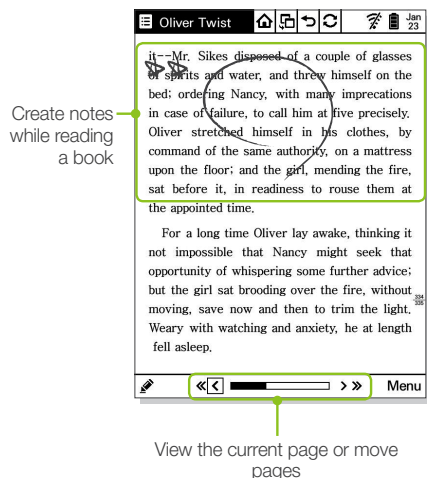 Oliver Twist
Jan
23
it--Mr. Sikes disposed of a couple of glasses
of spirits and water, and threw himself on the
bed; ordering Nancy, with many imprecations
in case of failure, to call him at five precisely.
Oliver stretched himself in his clothes, by
command of the same authority, on a mattress
upon the floor; and the girl, mending the fire,
sat before it, in readiness to rouse them at
the appointed time.
For a long time Oliver lay awake, thinking it
not impossible that Nancy might seek that
opportunity of whispering some further advice;
but the girl sat brooding over the fire, without
moving, save now and then to trim the light.
Weary with watching and anxiety, he at length
fell asleep.
334
335
Menu
Create notes
while reading
a book
View the current page or move
pages